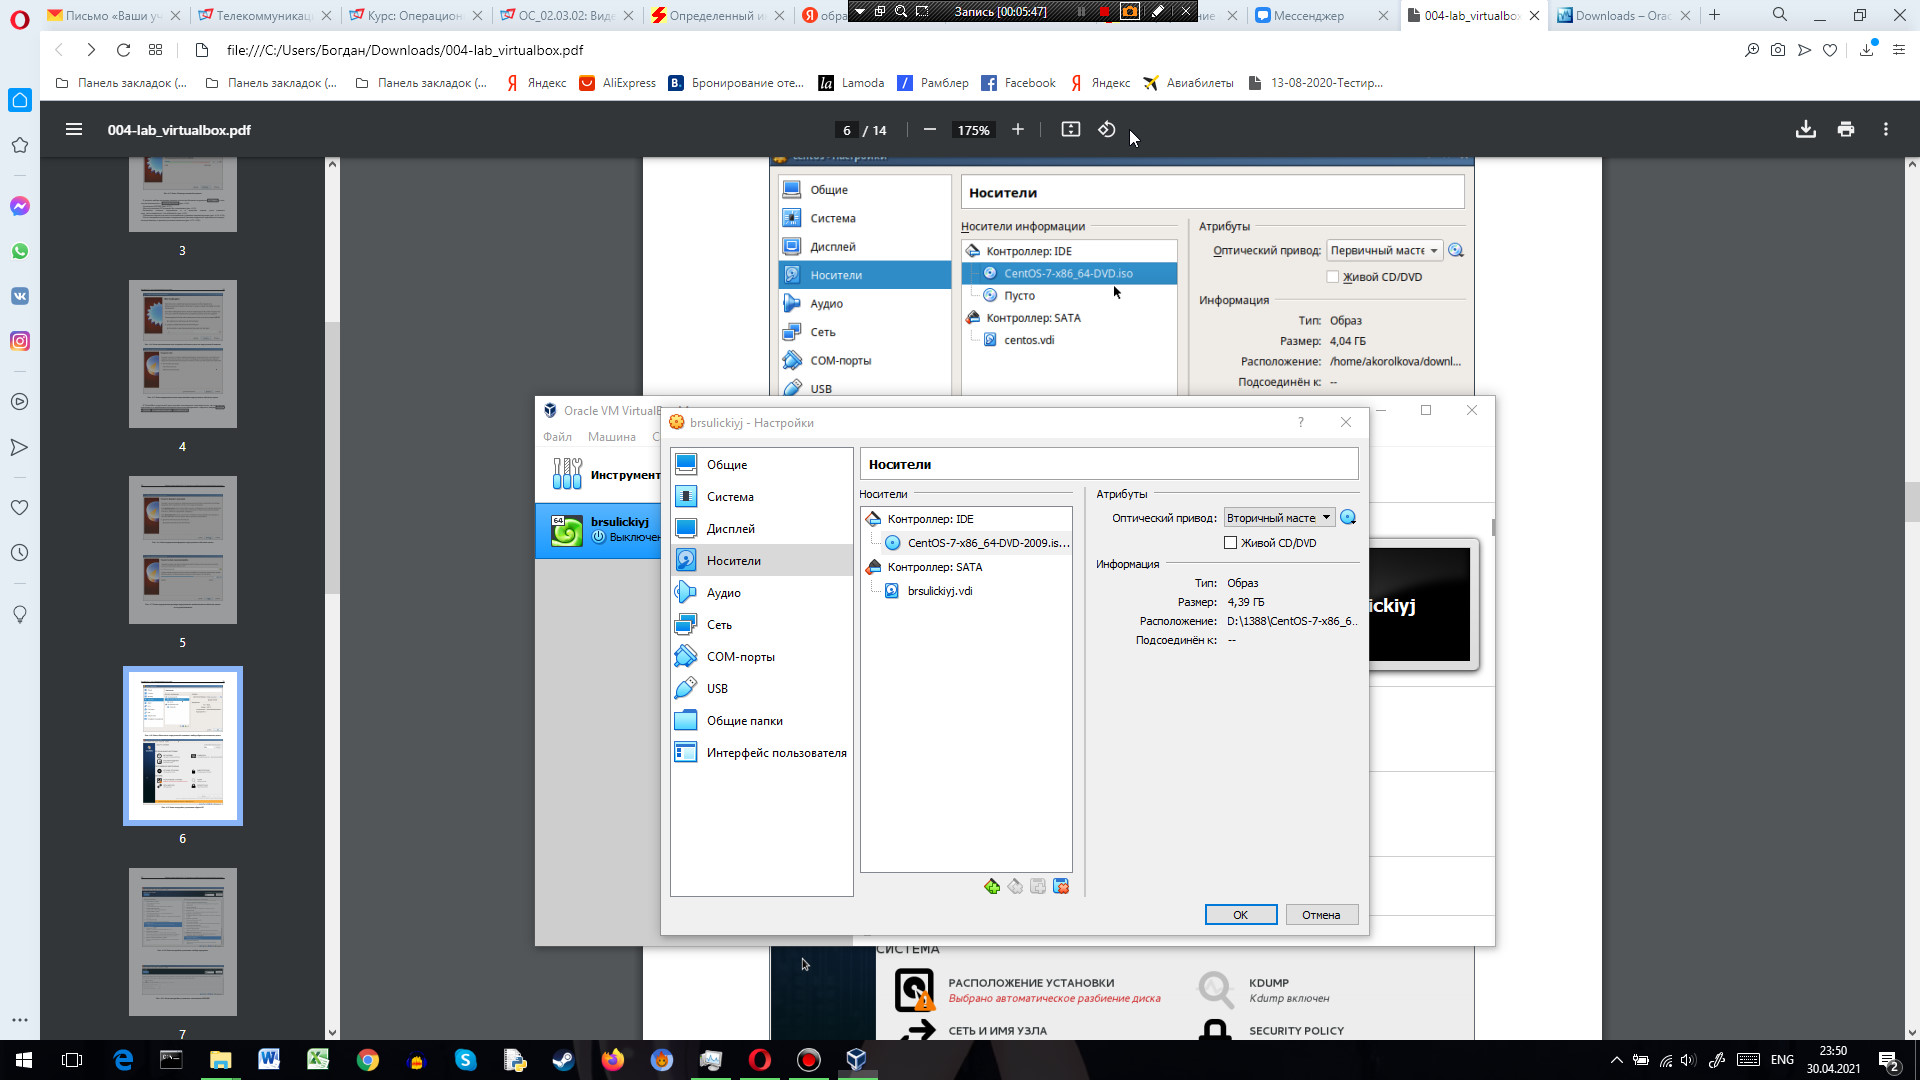 Письмо «Ваши уч
Телекоммуникац
Курс: Операцион
ОС_02.03.02: Вид
Определенный и
обра
Запись [00:05:47]
ние
Мессенджер
004-lab_virtualbo
Downloads – Orac
file:///C:/Users/Богдан/Downloads/004-lab_virtualbox.pdf
Панель закладок (...
Панель закладок (...
Панель закладок (...
Яндекс
AliExpress
Бронирование оте...
Lamoda
Рамблер
Facebook
Яндекс
Авиабилеты
13-08-2020-Тестир...
004-lab_virtualbox.pdf
6 / 14
175%
3
4
5
6
7
Общие
Система
Дисплей
Носители
Аудио
Сеть
COM-порты
USB
Носители
Носители информации
Контроллер: IDE
CentOS-7-x86_64-DVD.iso
Пусто
Контроллер: SATA
centos.vdi
Атрибуты
Оптический привод: Первичный масте
Живой CD/DVD
Информация
Тип: Образ
Размер: 4,04 ГБ
Расположение: /home/akorolkova/downl...
Подсоединён к: --
Oracle VM VirtualB
Файл Машина С
Инструмент
64
brsulickiyj
Выключен
ickiyj
brsulickiyj - Настройки
?
Общие
Система
Дисплей
Носители
Аудио
Сеть
COM-порты
USB
Общие папки
Интерфейс пользователя
Носители
Носители
Контроллер: IDE
CentOS-7-x86_64-DVD-2009.is...
Контроллер: SATA
brsulickiyj.vdi
Атрибуты
Оптический привод: Вторичный масте
Живой CD/DVD
Информация
Тип: Образ
Размер: 4,39 ГБ
Расположение: D:\1388\CentOS-7-x86_6...
Подсоединён к: --
OK
Отмена
СИСТЕМА
РАСПОЛОЖЕНИЕ УСТАНОВКИ
Выбрано автоматическое разбиение диска
KDUMP
Kdump включен
СЕТЬ И ИМЯ УЗЛА
SECURITY POLICY
ENG
23:50
30.04.2021
2